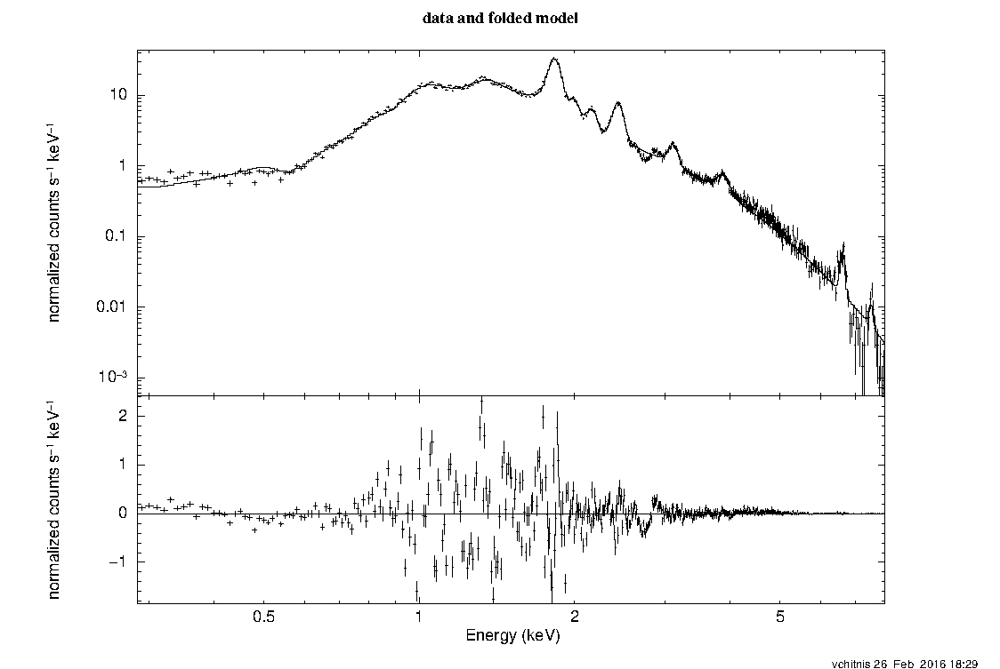 data and folded model
normalized counts s⁻¹ keV⁻¹
10
1
0.1
0.01
10⁻³
normalized counts s⁻¹ keV⁻¹
2
1
0
−1
0.5 1 2 5
Energy (keV)
vchitnis 26 Feb 2016 18:29